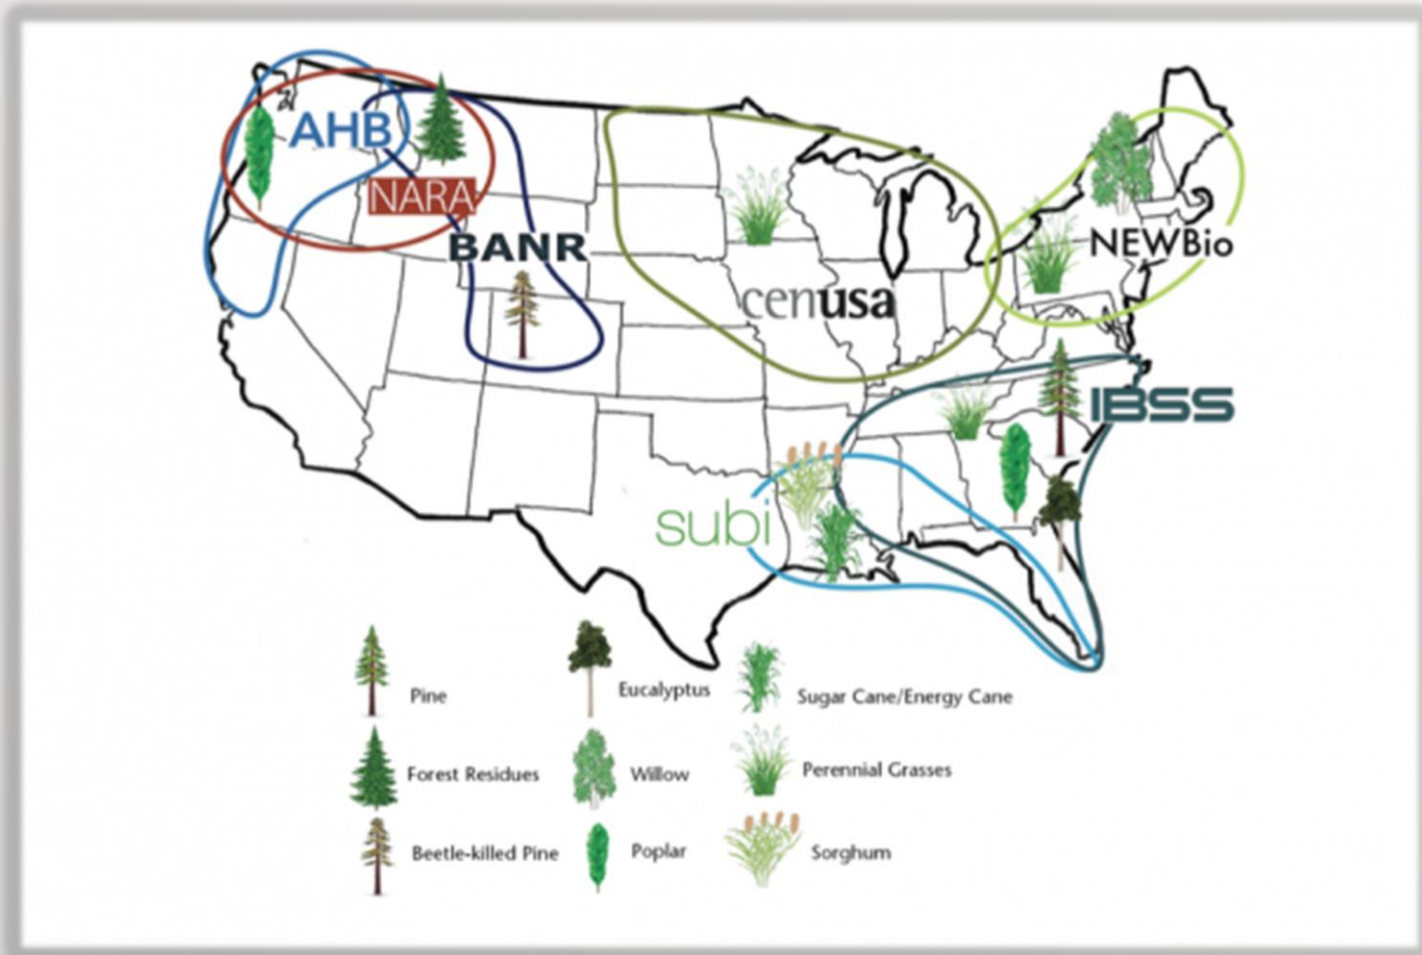 AHB
NARA
BANR
cenusa
NEWBio
IBSS
subi
Pine
Eucalyptus
Sugar Cane/Energy Cane
Forest Residues
Willow
Perennial Grasses
Beetle-killed Pine
Poplar
Sorghum